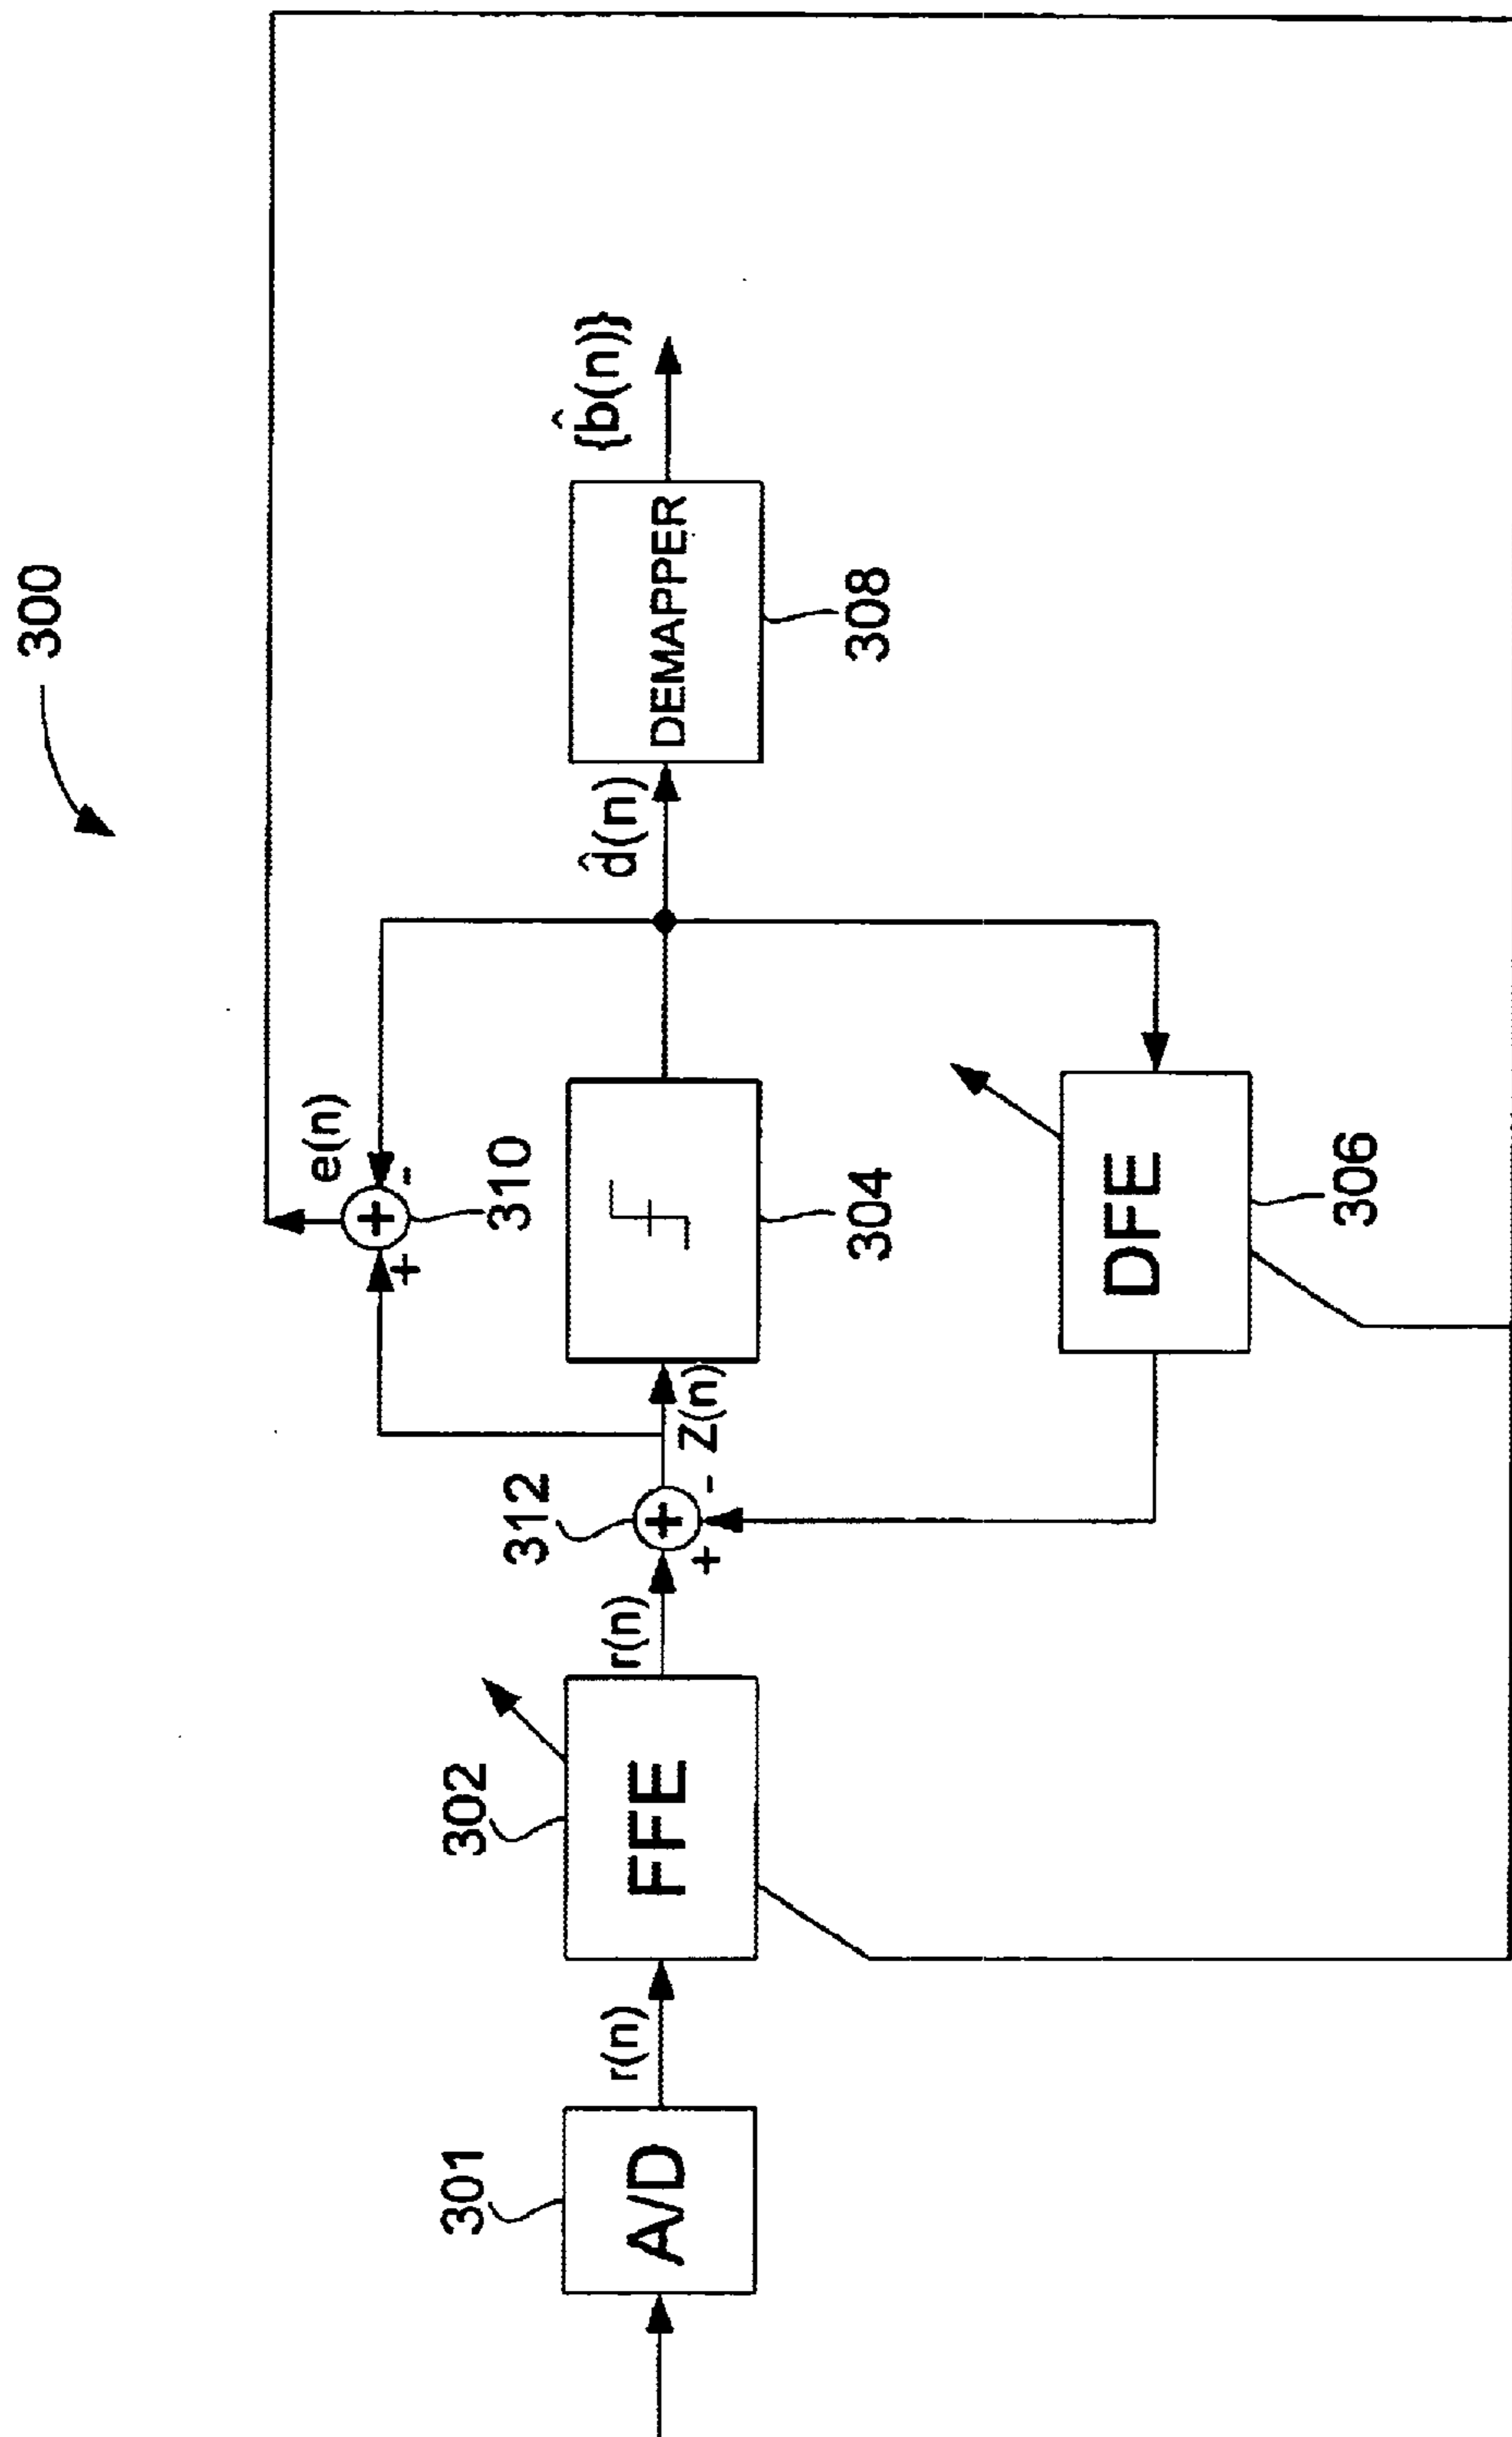 300
e(n)
+
-
310
301
A/D
r(n)
302
FFE
r(n)
312
+
-
Z(n)
304
d̂(n)
DEMAPPER
308
{b̂(n)}
DFE
306